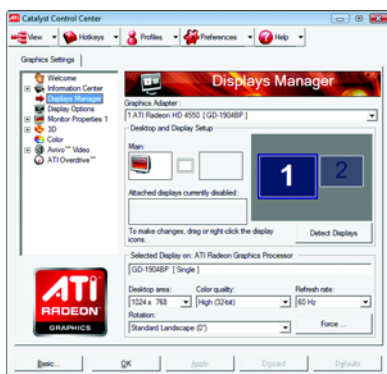 Catalyst Control Center
View Hotkeys Profiles Preferences Help
Graphics Settings
Welcome
Information Center
Displays Manager
Display Options
Monitor Properties 1
3D
Color
Avivo™ Video
ATI Overdrive™
Displays Manager
Graphics Adapter :
1.ATI Radeon HD 4550 [GD-1904BP ]
Desktop and Display Setup
Main:
1
2
Attached displays currently disabled:
To make changes, drag or right-click the display
icons.
Detect Displays
Selected Display on: ATI Radeon Graphics Processor
GD-1904BP [ Single ]
Desktop area:
Color quality:
Refresh rate:
1024 x 768
High (32-bit)
60 Hz
Rotation:
Standard Landscape (0°)
Force ...
ATI
RADEON
GRAPHICS
Basic...
OK
Apply
Discard
Defaults